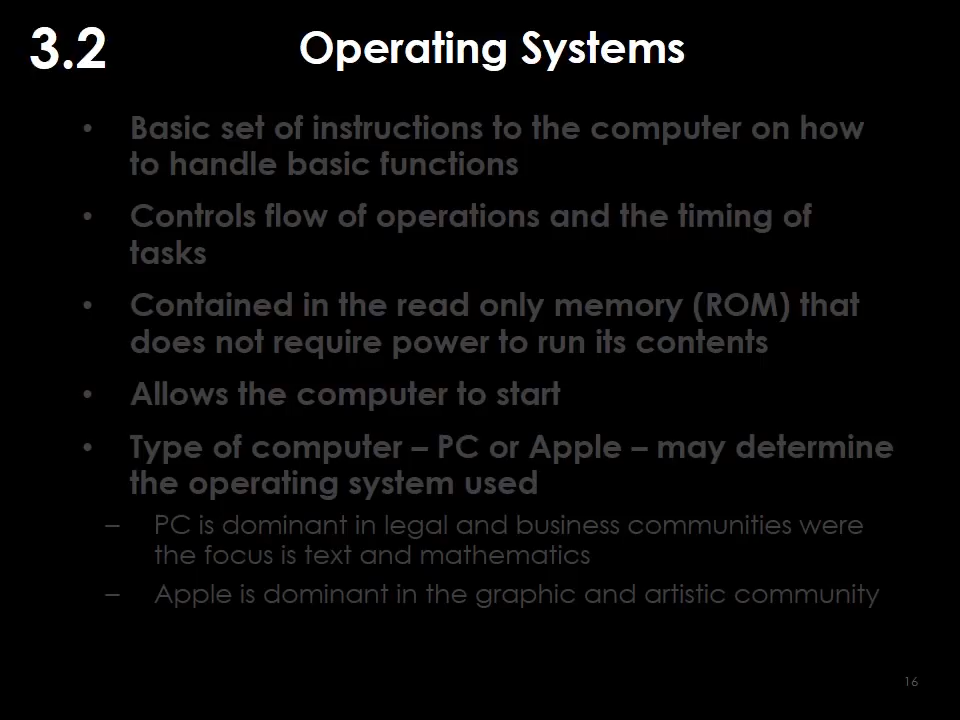 3.2 Operating Systems
• Basic set of instructions to the computer on how
to handle basic functions
• Controls flow of operations and the timing of
tasks
• Contained in the read only memory (ROM) that
does not require power to run its contents
• Allows the computer to start
• Type of computer – PC or Apple – may determine
the operating system used
– PC is dominant in legal and business communities were
the focus is text and mathematics
– Apple is dominant in the graphic and artistic community
16